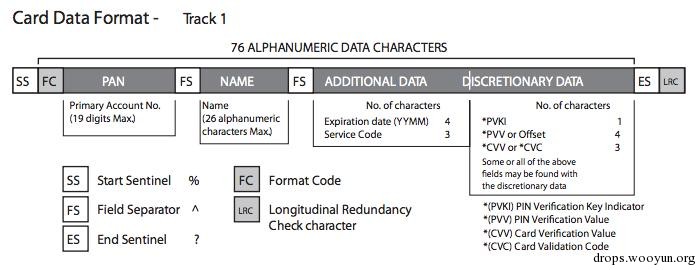 Card Data Format - Track 1
76 ALPHANUMERIC DATA CHARACTERS
SS FC PAN FS NAME FS ADDITIONAL DATA DISCRETIONARY DATA ES LRC
Primary Account No.
(19 digits Max.)
Name
(26 alphanumeric
characters Max.)
No. of characters
Expiration date (YYMM) 4
Service Code 3
No. of characters
*PVKI 1
*PVV or Offset 4
*CVV or *CVC 3
Some or all of the above
fields may be found with
the discretionary data
SS Start Sentinel %
FS Field Separator ^
ES End Sentinel ?
FC Format Code
LRC Longitudinal Redundancy
Check character
*(PVKI) PIN Verification Key Indicator
*(PVV) PIN Verification Value
*(CVV) Card Verification Value
*(CVC) Card Validation Code
drops.wooyun.org